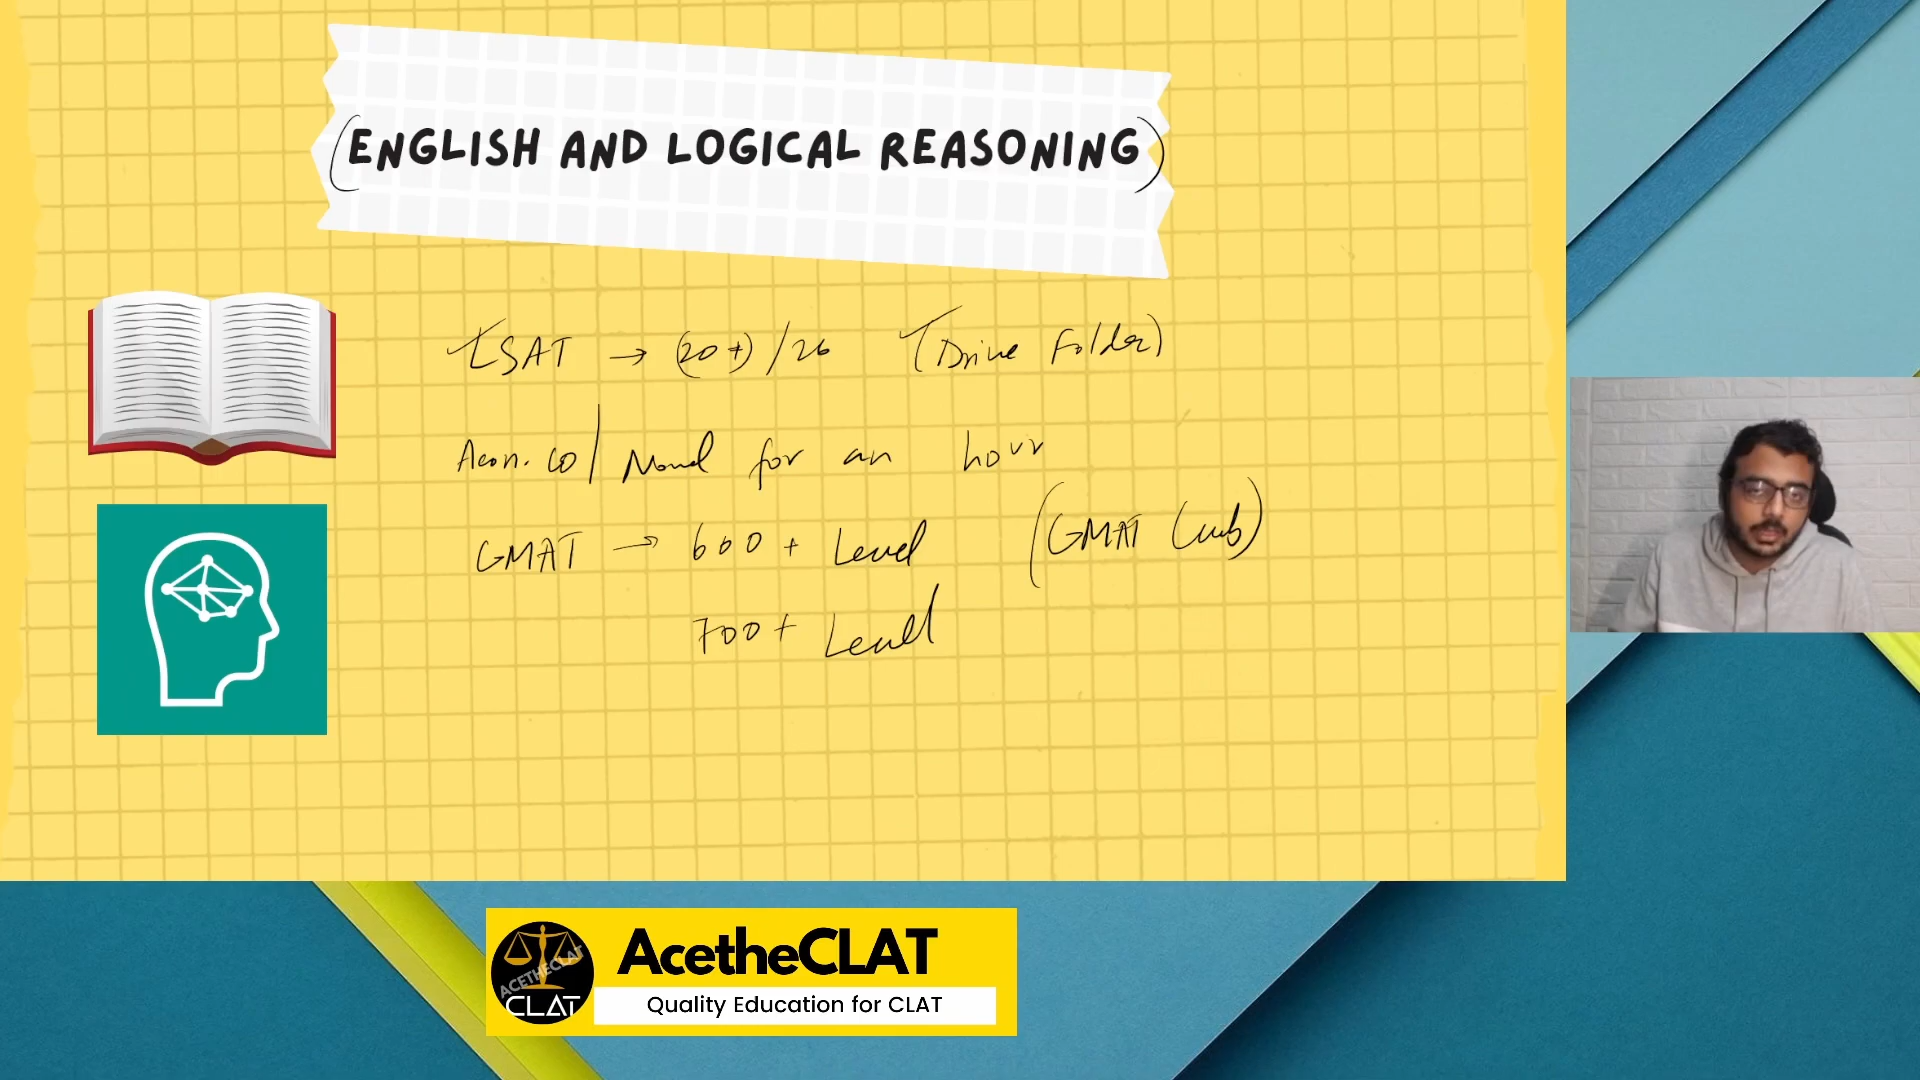 (ENGLISH AND LOGICAL REASONING)
LSAT → (20+)/26 (Drive Folder)
Aeon.co / Novel for an hour
GMAT → 600+ Level (GMAT Club)
700+ Level
ACETHECLAT
CLAT
AcetheCLAT
Quality Education for CLAT